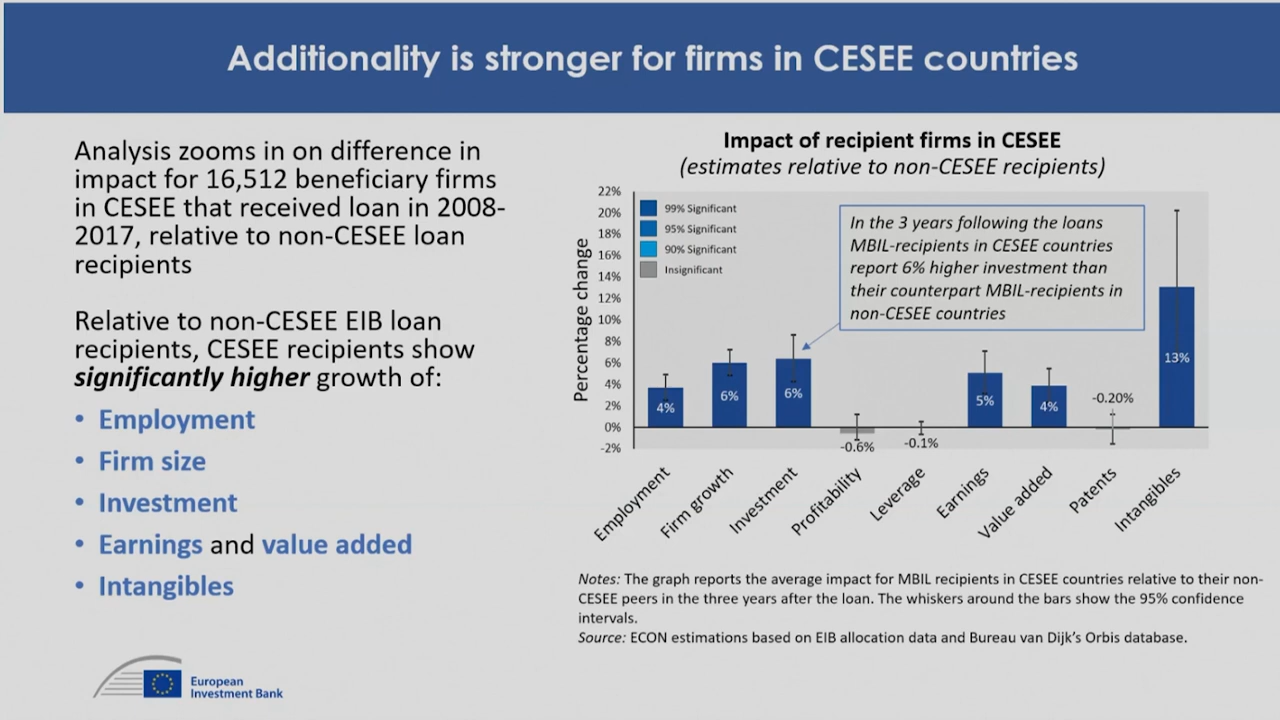 Additionality is stronger for firms in CESEE countries
Analysis zooms in on difference in
impact for 16,512 beneficiary firms
in CESEE that received loan in 2008-
2017, relative to non-CESEE loan
recipients
Relative to non-CESEE EIB loan
recipients, CESEE recipients show
significantly higher growth of:
• Employment
• Firm size
• Investment
• Earnings and value added
• Intangibles
Impact of recipient firms in CESEE
(estimates relative to non-CESEE recipients)
Percentage change
22%
20%
18%
16%
14%
12%
10%
8%
6%
4%
2%
0%
-2%
99% Significant
95% Significant
90% Significant
Insignificant
In the 3 years following the loans
MBIL-recipients in CESEE countries
report 6% higher investment than
their counterpart MBIL-recipients in
non-CESEE countries
4%
6%
6%
-0.6%
-0.1%
5%
4%
-0.20%
13%
Employment
Firm growth
Investment
Profitability
Leverage
Earnings
Value added
Patents
Intangibles
Notes: The graph reports the average impact for MBIL recipients in CESEE countries relative to their non-
CESEE peers in the three years after the loan. The whiskers around the bars show the 95% confidence
intervals.
Source: ECON estimations based on EIB allocation data and Bureau van Dijk's Orbis database.
European
Investment Bank